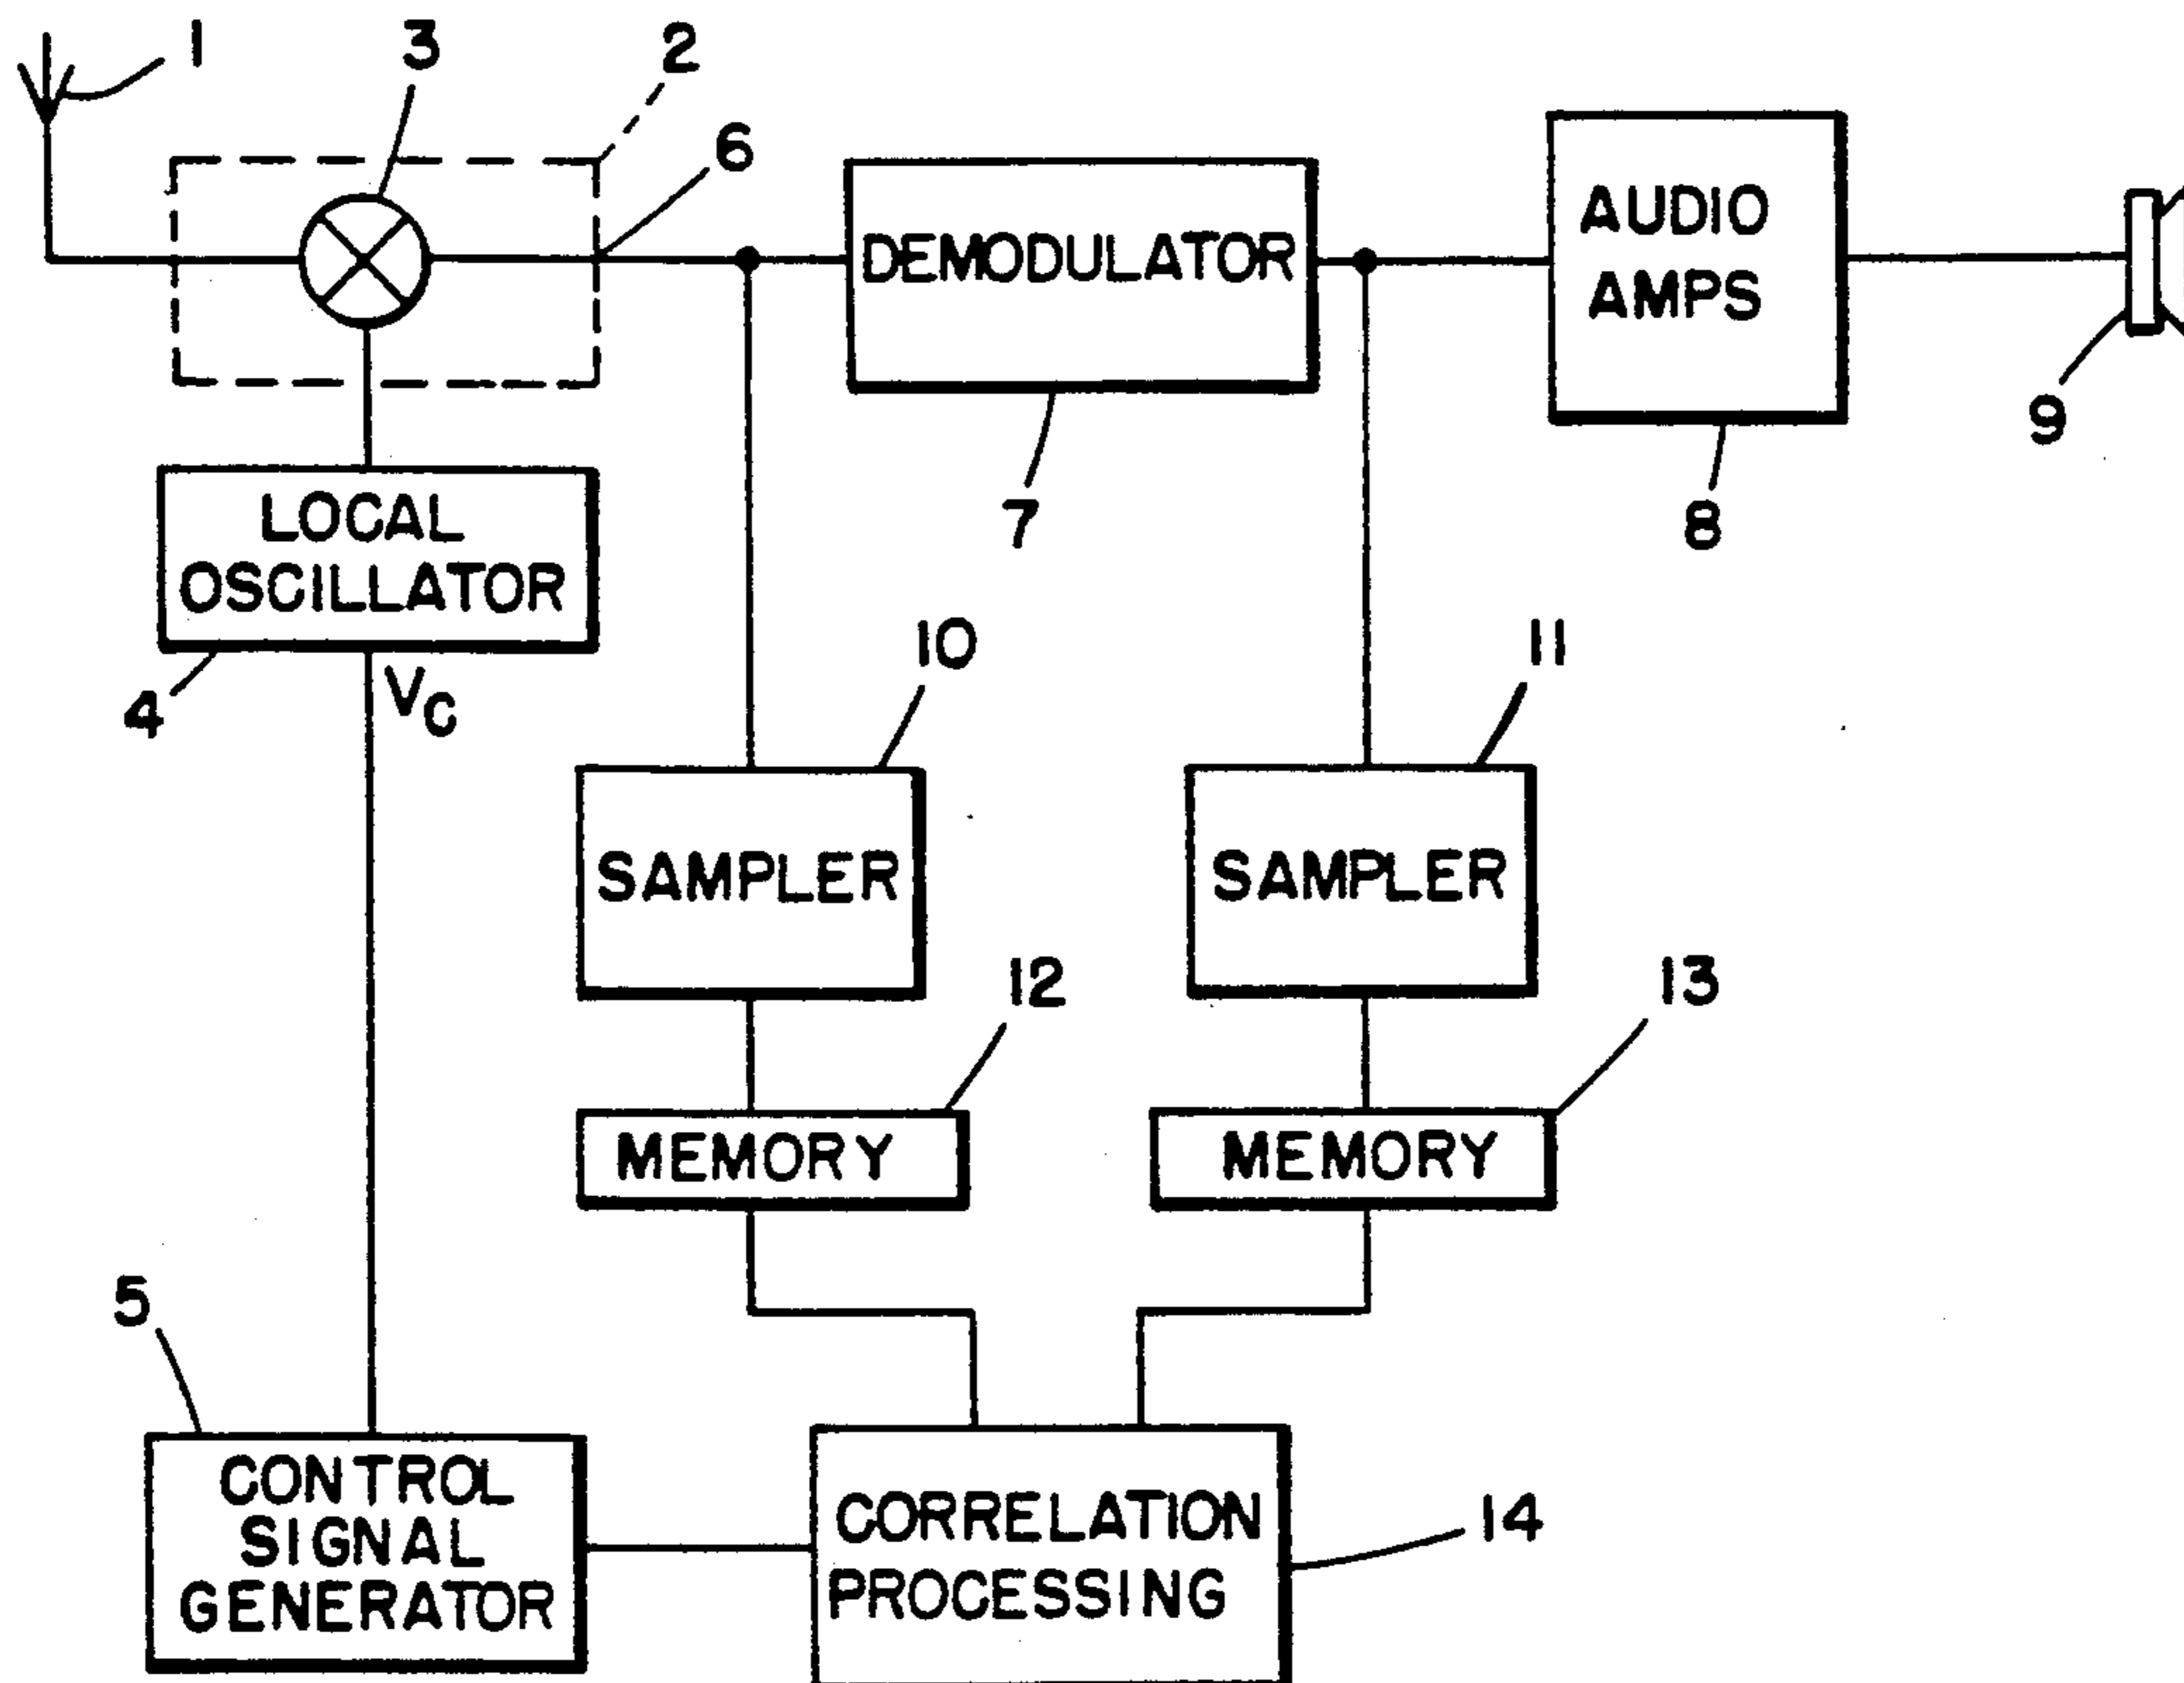 1
3
2
6
DEMODULATOR
AUDIO
AMPS
9
7
8
LOCAL
OSCILLATOR
4
VC
10
11
SAMPLER
SAMPLER
12
13
MEMORY
MEMORY
5
CONTROL
SIGNAL
GENERATOR
CORRELATION
PROCESSING
14